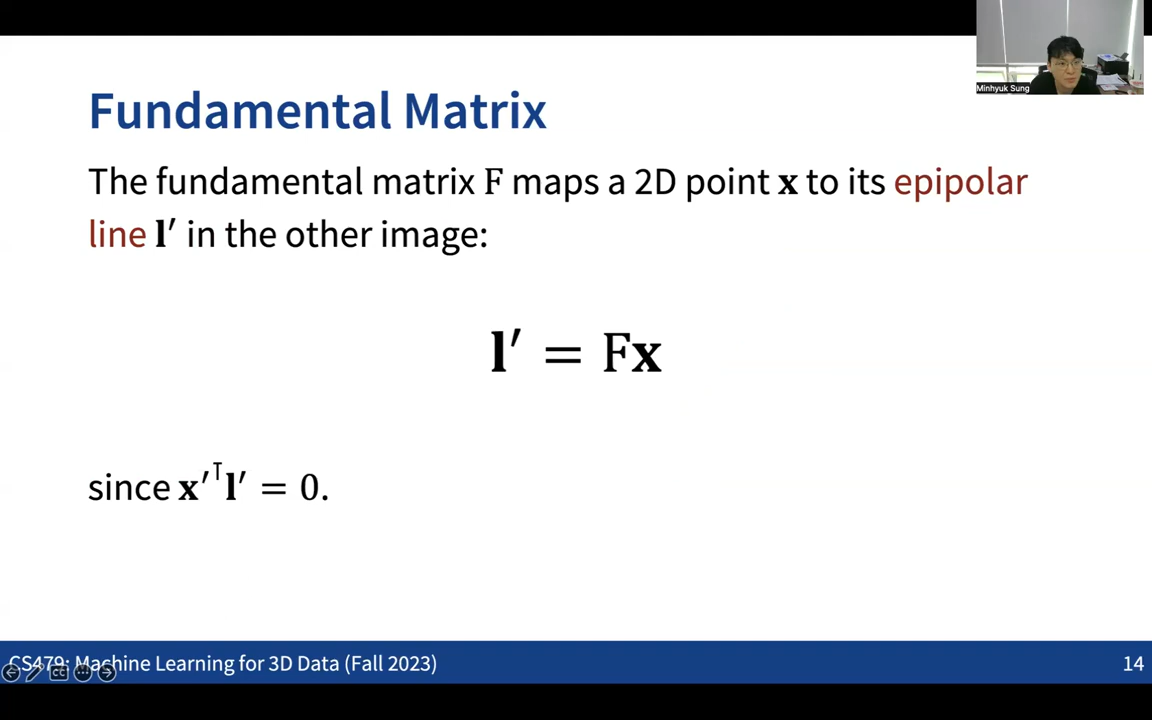 Minhyuk Sung
Fundamental Matrix
The fundamental matrix F maps a 2D point x to its epipolar
line l′ in the other image:
l′ = Fx
since x′ᵀl′ = 0.
CS479: Machine Learning for 3D Data (Fall 2023)
14